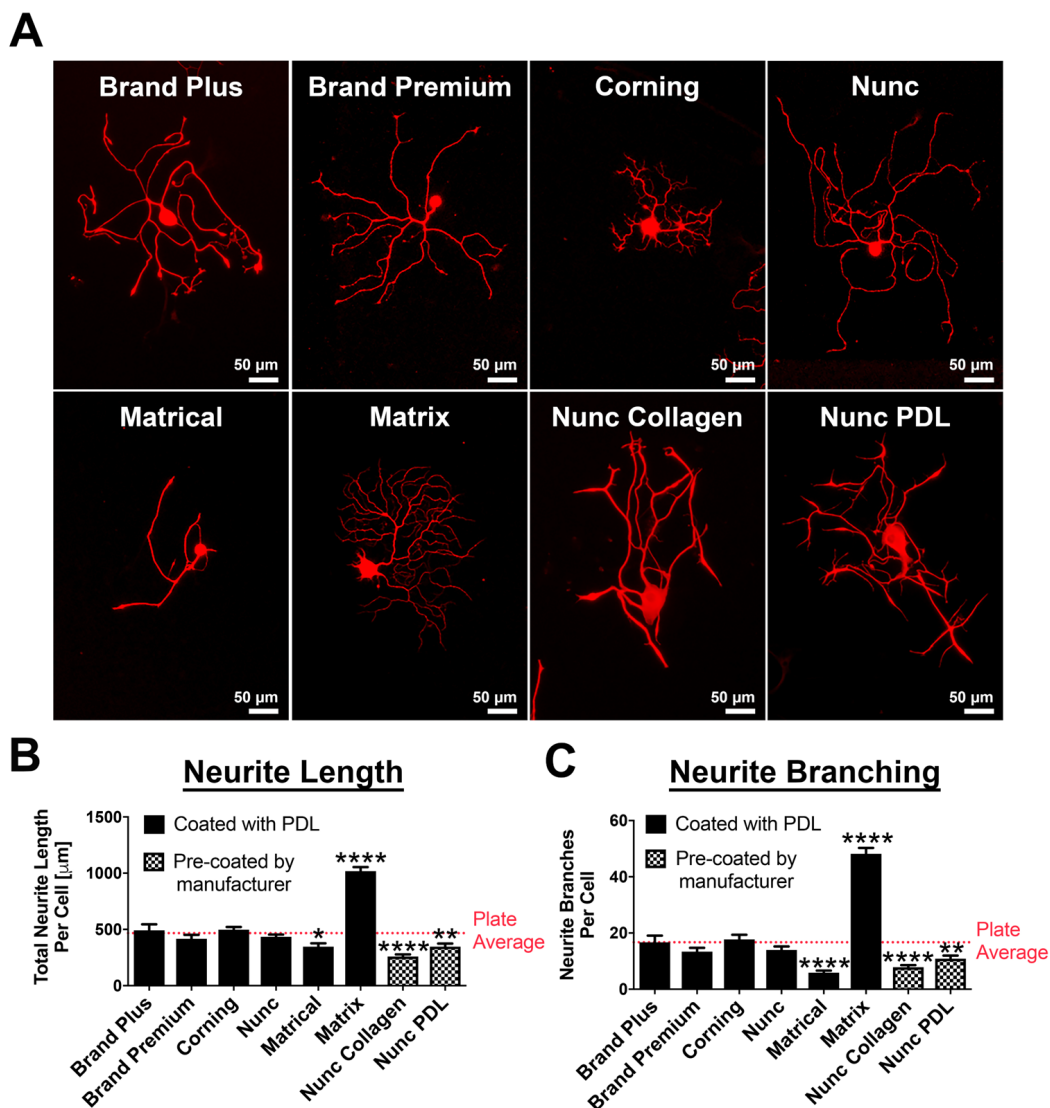 A
Brand Plus
Brand Premium
Corning
Nunc
50 µm
50 µm
50 µm
50 µm
Matrical
Matrix
Nunc Collagen
Nunc PDL
50 µm
50 µm
50 µm
50 µm
B
Neurite Length
Total Neurite Length
Per Cell [µm]
1500
1000
500
0
Coated with PDL
Pre-coated by
manufacturer
****
*
****
**
Plate
Average
Brand Plus
Brand Premium
Corning
Nunc
Matrical
Matrix
Nunc Collagen
Nunc PDL
C
Neurite Branching
Neurite Branches
Per Cell
60
40
20
0
Coated with PDL
Pre-coated by
manufacturer
****
****
****
**
Plate
Average
Brand Plus
Brand Premium
Corning
Nunc
Matrical
Matrix
Nunc Collagen
Nunc PDL